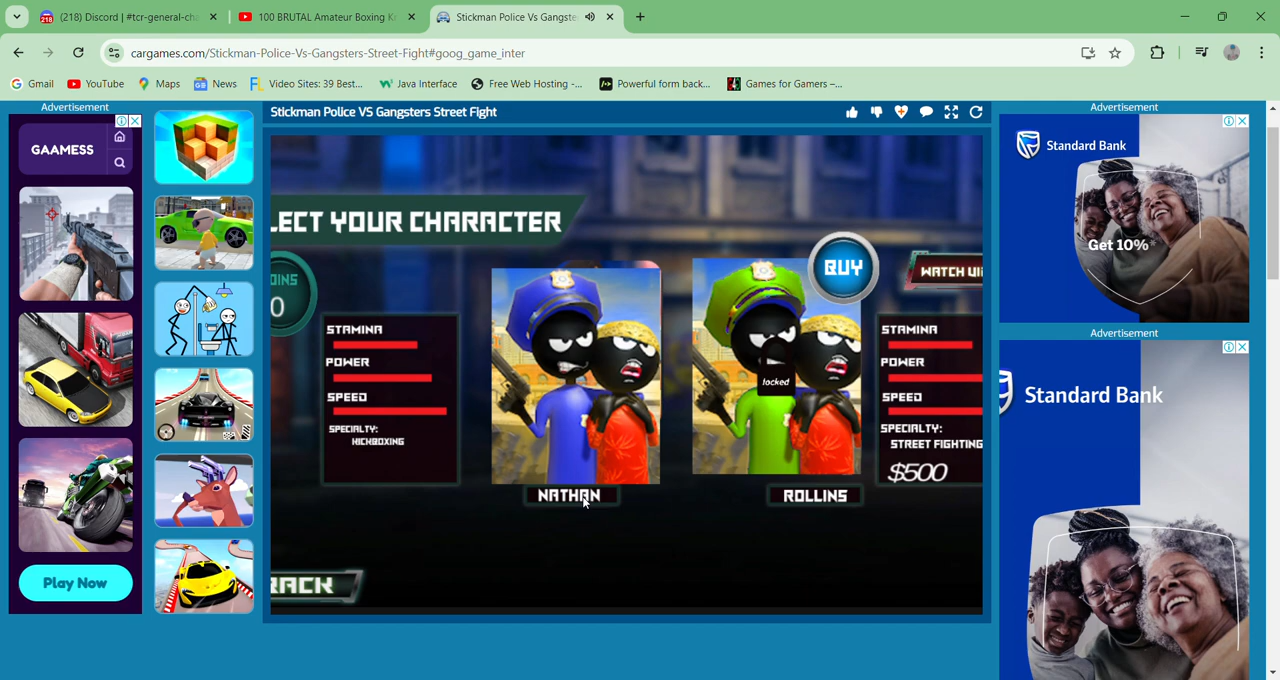 (218) Discord | #tcr-general-ch
100 BRUTAL Amateur Boxing K
Stickman Police Vs Gangste
cargames.com/Stickman-Police-Vs-Gangsters-Street-Fight#goog_game_inter
Gmail
YouTube
Maps
News
Video Sites: 39 Best...
Java Interface
Free Web Hosting -...
Powerful form back...
Games for Gamers –...
Advertisement
GAAMESS
Play Now
Stickman Police VS Gangsters Street Fight
LECT YOUR CHARACTER
OINS
0
STAMINA
POWER
SPEED
SPECIALTY:
KICKBOXING
NATHAN
locked
ROLLINS
BUY
WATCH VI
STAMINA
POWER
SPEED
SPECIALTY:
STREET FIGHTING
$500
BACK
Advertisement
Standard Bank
Get 10%*
Advertisement
Standard Bank